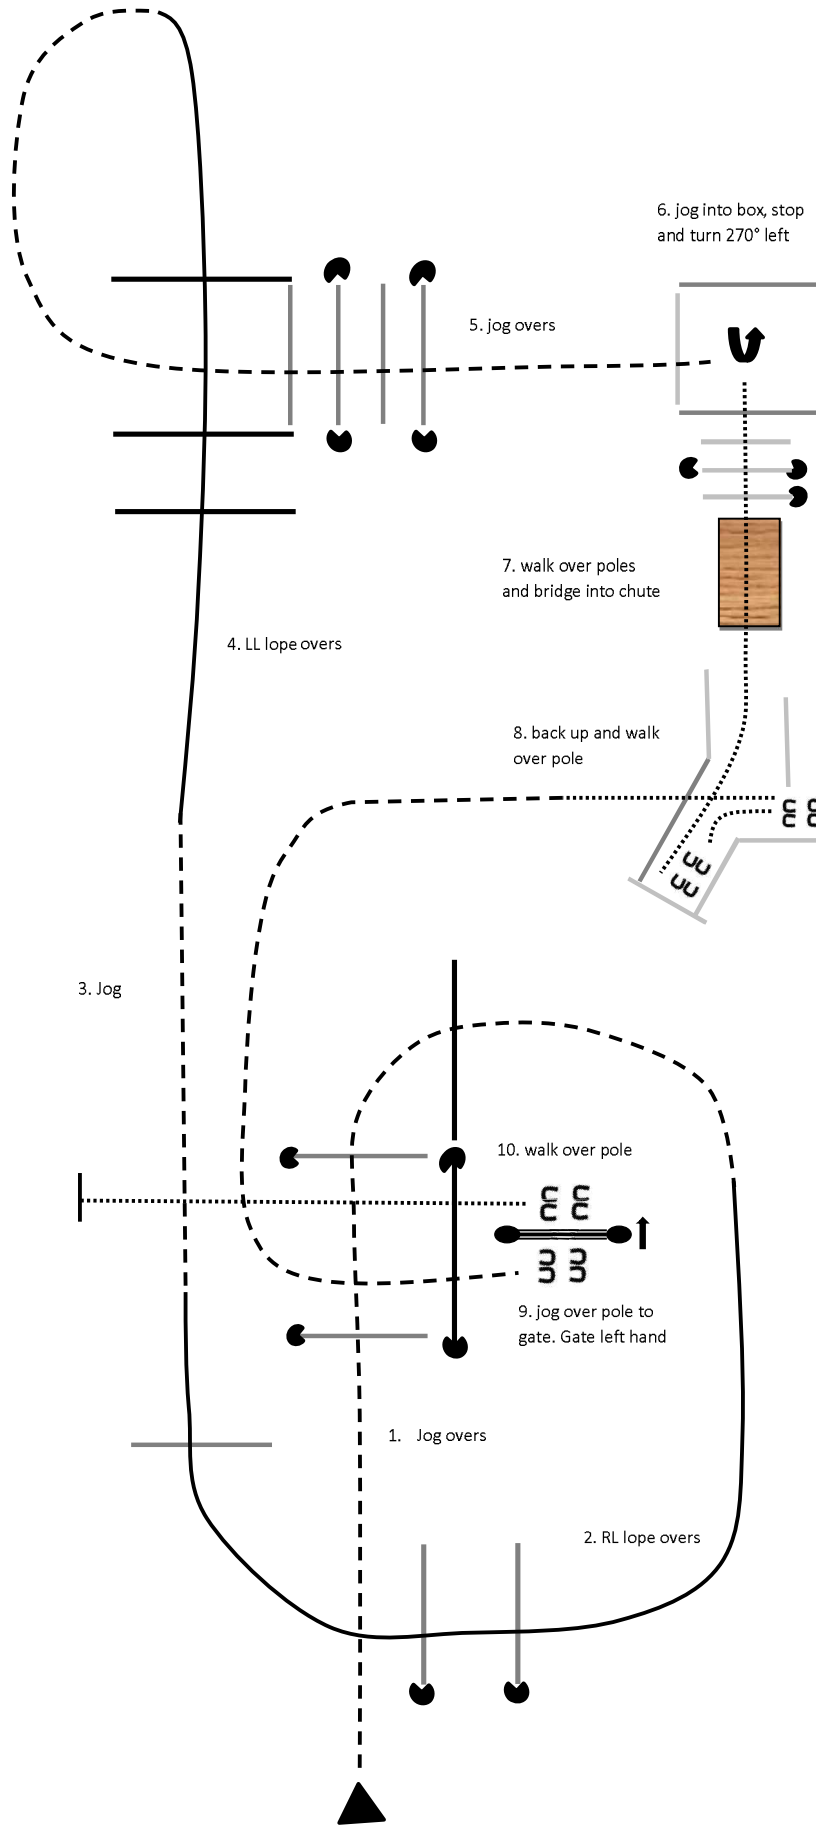 6. jog into box, stop
and turn 270° left
5. jog overs
7. walk over poles
and bridge into chute
4. LL lope overs
8. back up and walk
over pole
3. Jog
10. walk over pole
9. jog over pole to
gate. Gate left hand
1. Jog overs
2. RL lope overs